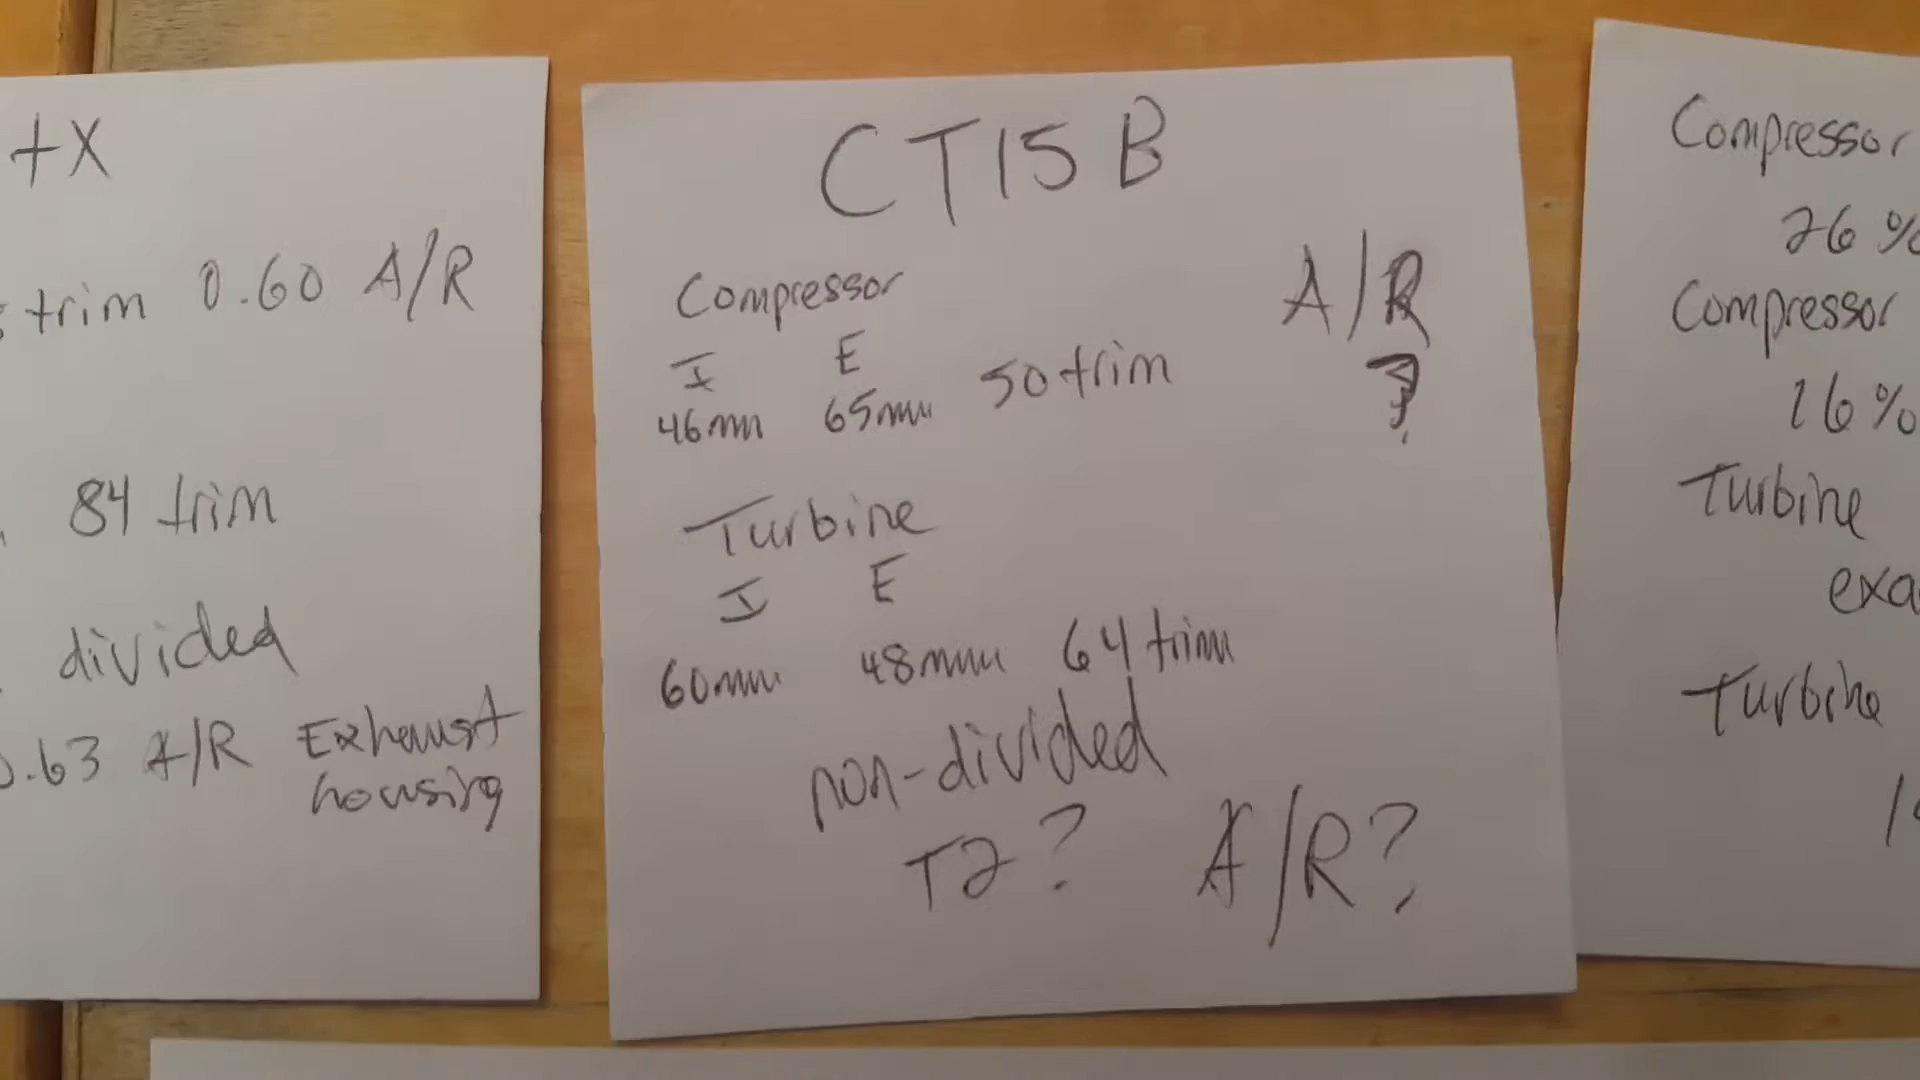 +X
trim 0.60 A/R
84 trim
divided
.63 A/R Exhaust
housing
CT15B
Compressor
I E
46mm 65mm 50 trim
A/R
?
Turbine
I E
60mm 48mm 64 trim
non-divided
T2? A/R?
Compressor
26%
Compressor
16%
Turbine
exa
Turbine